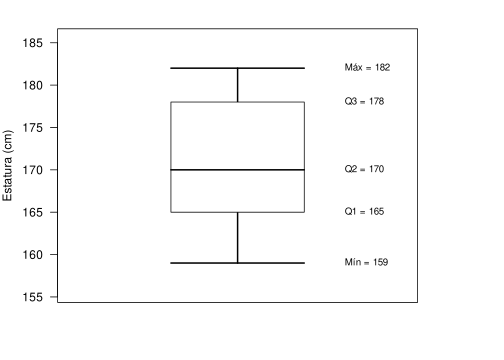 185
180
175
170
165
160
155
Estatura (cm)
Máx = 182
Q3 = 178
Q2 = 170
Q1 = 165
Mín = 159